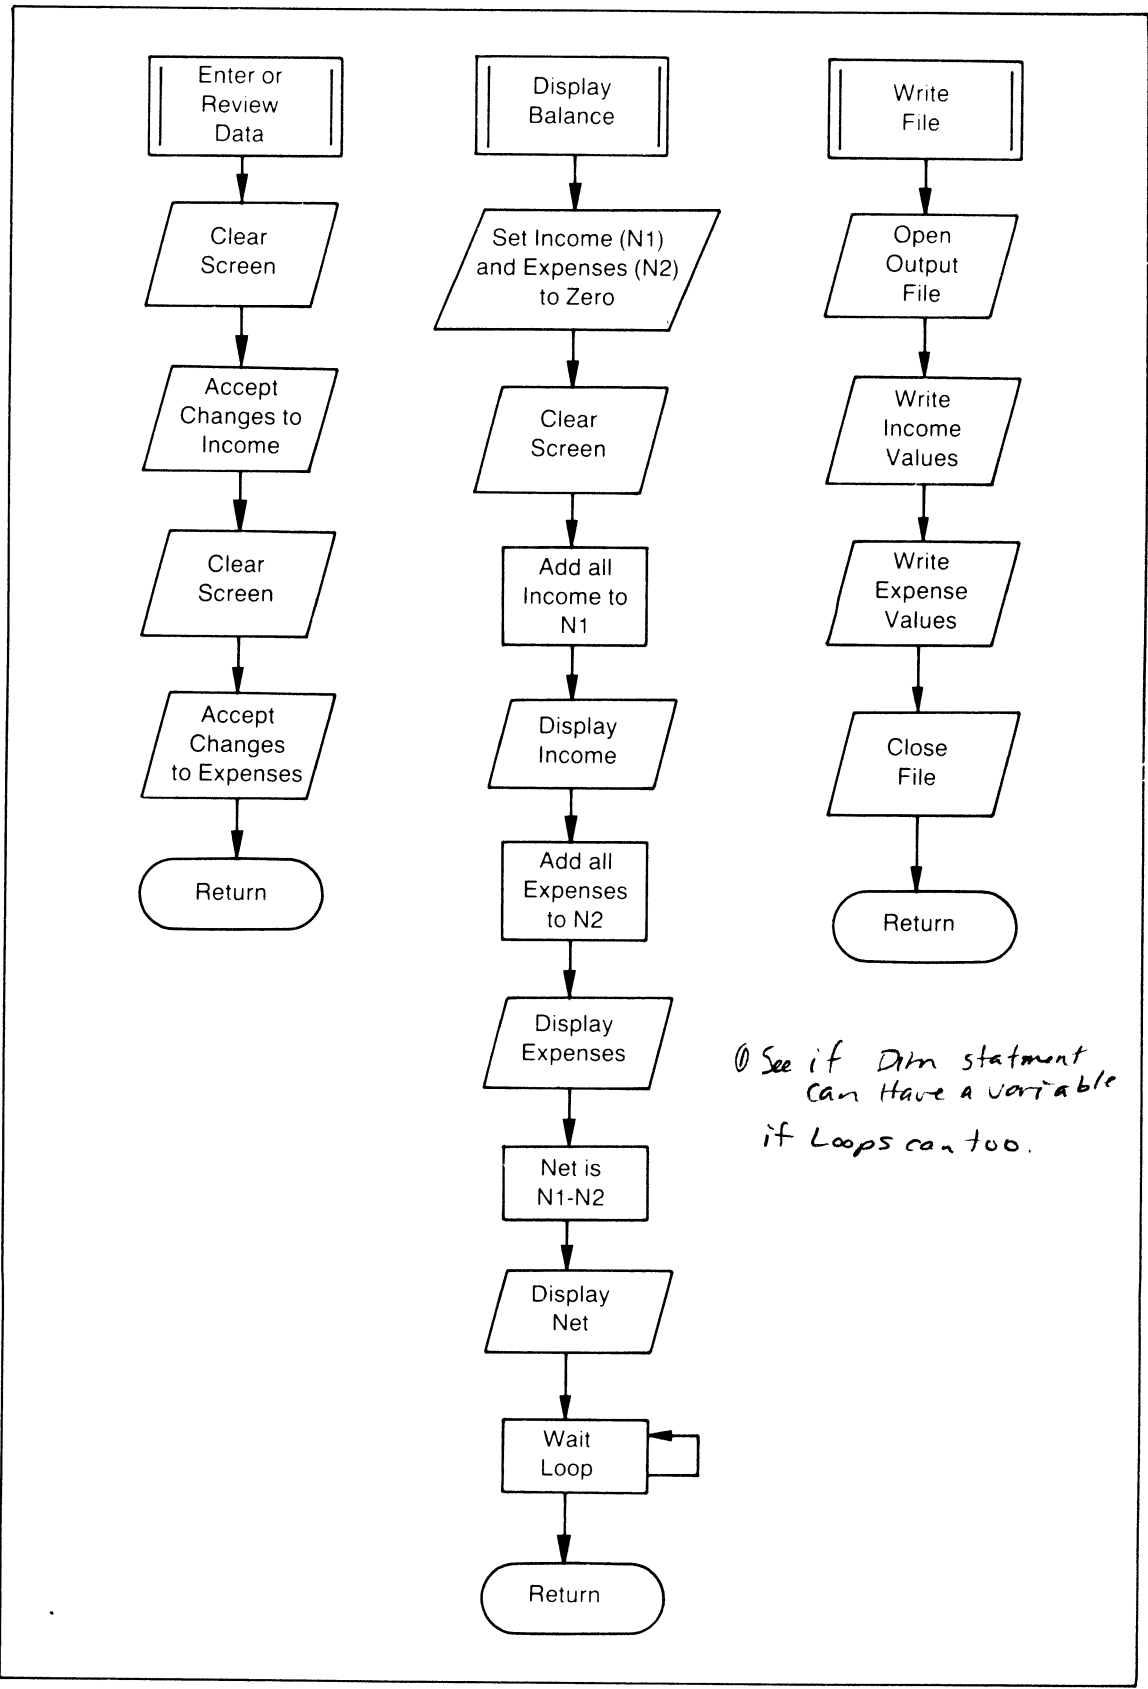 Enter or
Review
Data
Clear
Screen
Accept
Changes to
Income
Clear
Screen
Accept
Changes
to Expenses
Return
Display
Balance
Set Income (N1)
and Expenses (N2)
to Zero
Clear
Screen
Add all
Income to
N1
Display
Income
Add all
Expenses
to N2
Display
Expenses
Net is
N1-N2
Display
Net
Wait
Loop
Return
Write
File
Open
Output
File
Write
Income
Values
Write
Expense
Values
Close
File
Return
① See if Dim statment
can Have a variable
if Loops can too.